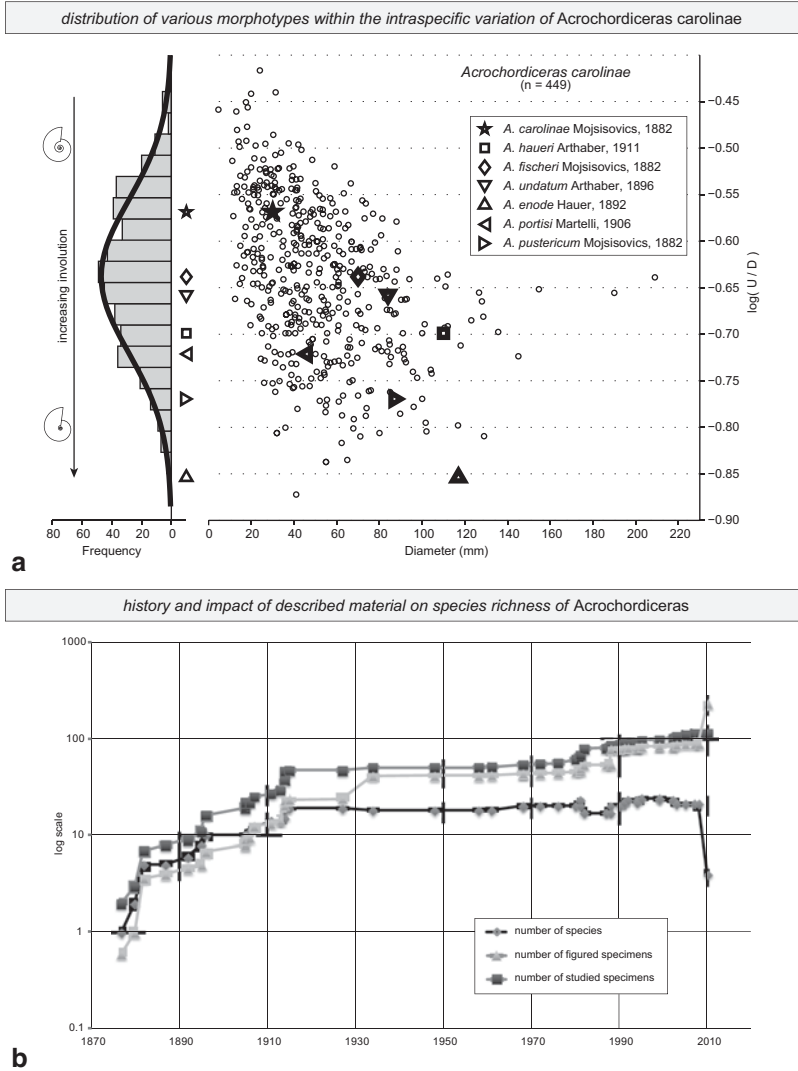 distribution of various morphotypes within the intraspecific variation of Acrochordiceras carolinae
Acrochordiceras carolinae
(n = 449)
A. carolinae Mojsisovics, 1882
A. haueri Arthaber, 1911
A. fischeri Mojsisovics, 1882
A. undatum Arthaber, 1896
A. enode Hauer, 1892
A. portisi Martelli, 1906
A. pustericum Mojsisovics, 1882
increasing involution
−0.45
−0.50
−0.55
−0.60
−0.65
−0.70
−0.75
−0.80
−0.85
−0.90
log( U / D )
80 60 40 20 0
Frequency
0 20 40 60 80 100 120 140 160 180 200 220
Diameter (mm)
a
history and impact of described material on species richness of Acrochordiceras
1000
100
10
1
0.1
log scale
number of species
number of figured specimens
number of studied specimens
1870 1890 1910 1930 1950 1970 1990 2010
b